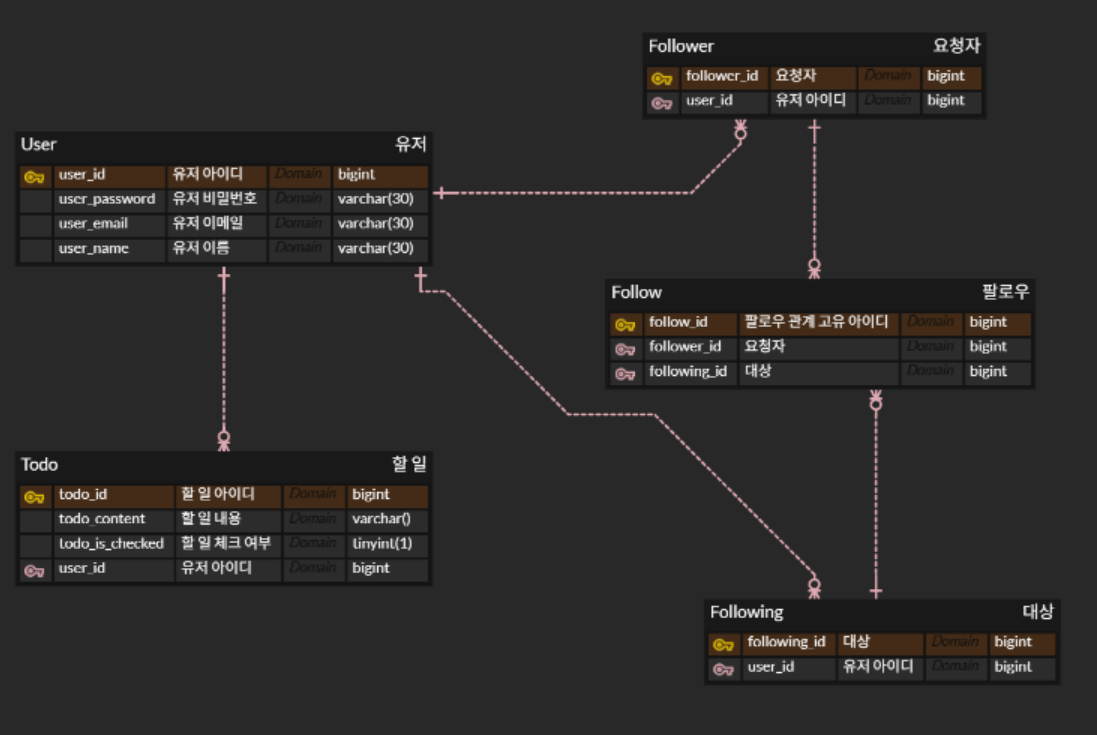 Follower 요청자
follower_id 요청자 Domain bigint
user_id 유저 아이디 Domain bigint
User 유저
user_id 유저 아이디 Domain bigint
user_password 유저 비밀번호 Domain varchar(30)
user_email 유저 이메일 Domain varchar(30)
user_name 유저 이름 Domain varchar(30)
Follow 팔로우
follow_id 팔로우 관계 고유 아이디 Domain bigint
follower_id 요청자 Domain bigint
following_id 대상 Domain bigint
Todo 할 일
todo_id 할 일 아이디 Domain bigint
todo_content 할 일 내용 Domain varchar()
todo_is_checked 할 일 체크 여부 Domain tinyint(1)
user_id 유저 아이디 Domain bigint
Following 대상
following_id 대상 Domain bigint
user_id 유저 아이디 Domain bigint